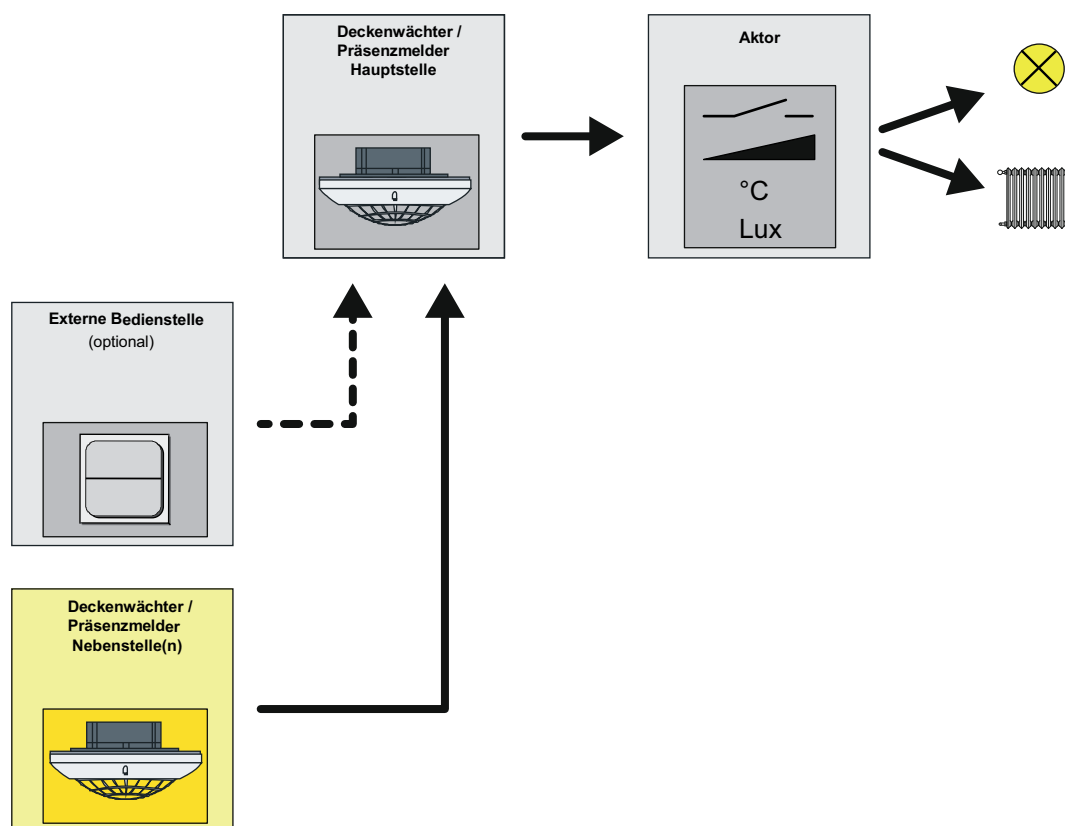 Deckenwächter /
Präsenzmelder
Hauptstelle
Aktor
°C
Lux
Externe Bedienstelle
(optional)
Deckenwächter /
Präsenzmelder
Nebenstelle(n)